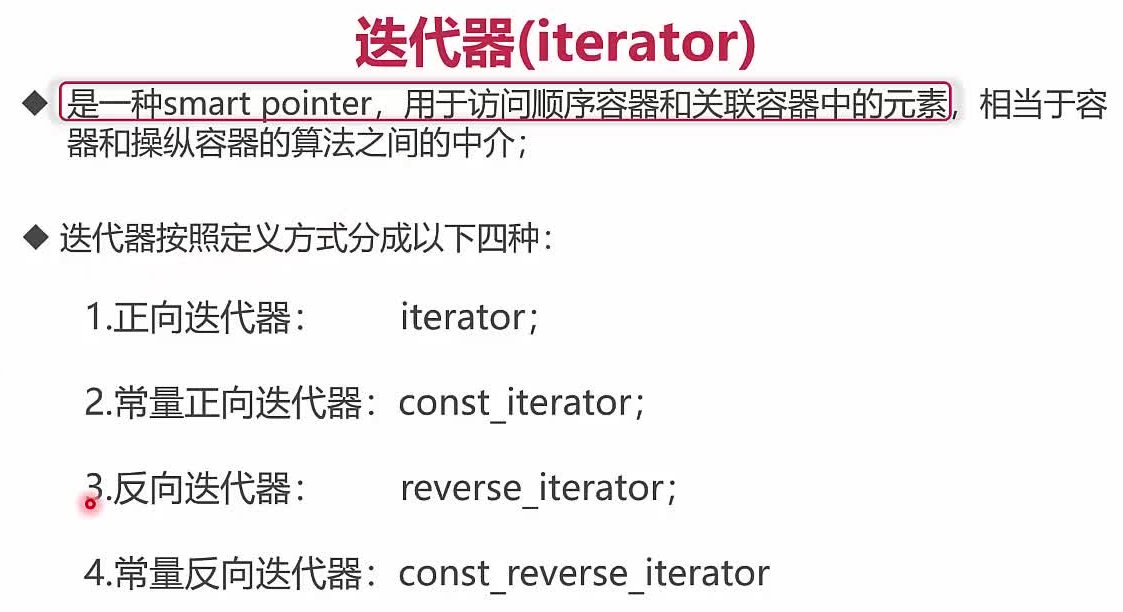 迭代器(iterator)
◆ 是一种smart pointer，用于访问顺序容器和关联容器中的元素，相当于容
器和操纵容器的算法之间的中介；
◆ 迭代器按照定义方式分成以下四种：
1.正向迭代器： iterator；
2.常量正向迭代器：const_iterator；
3.反向迭代器： reverse_iterator；
4.常量反向迭代器：const_reverse_iterator